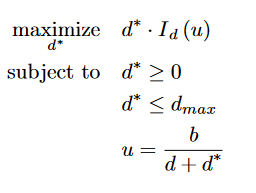 maximize d* · I_d (u)
d*
subject to d* ≥ 0
d* ≤ d_max
u = b / (d + d*)